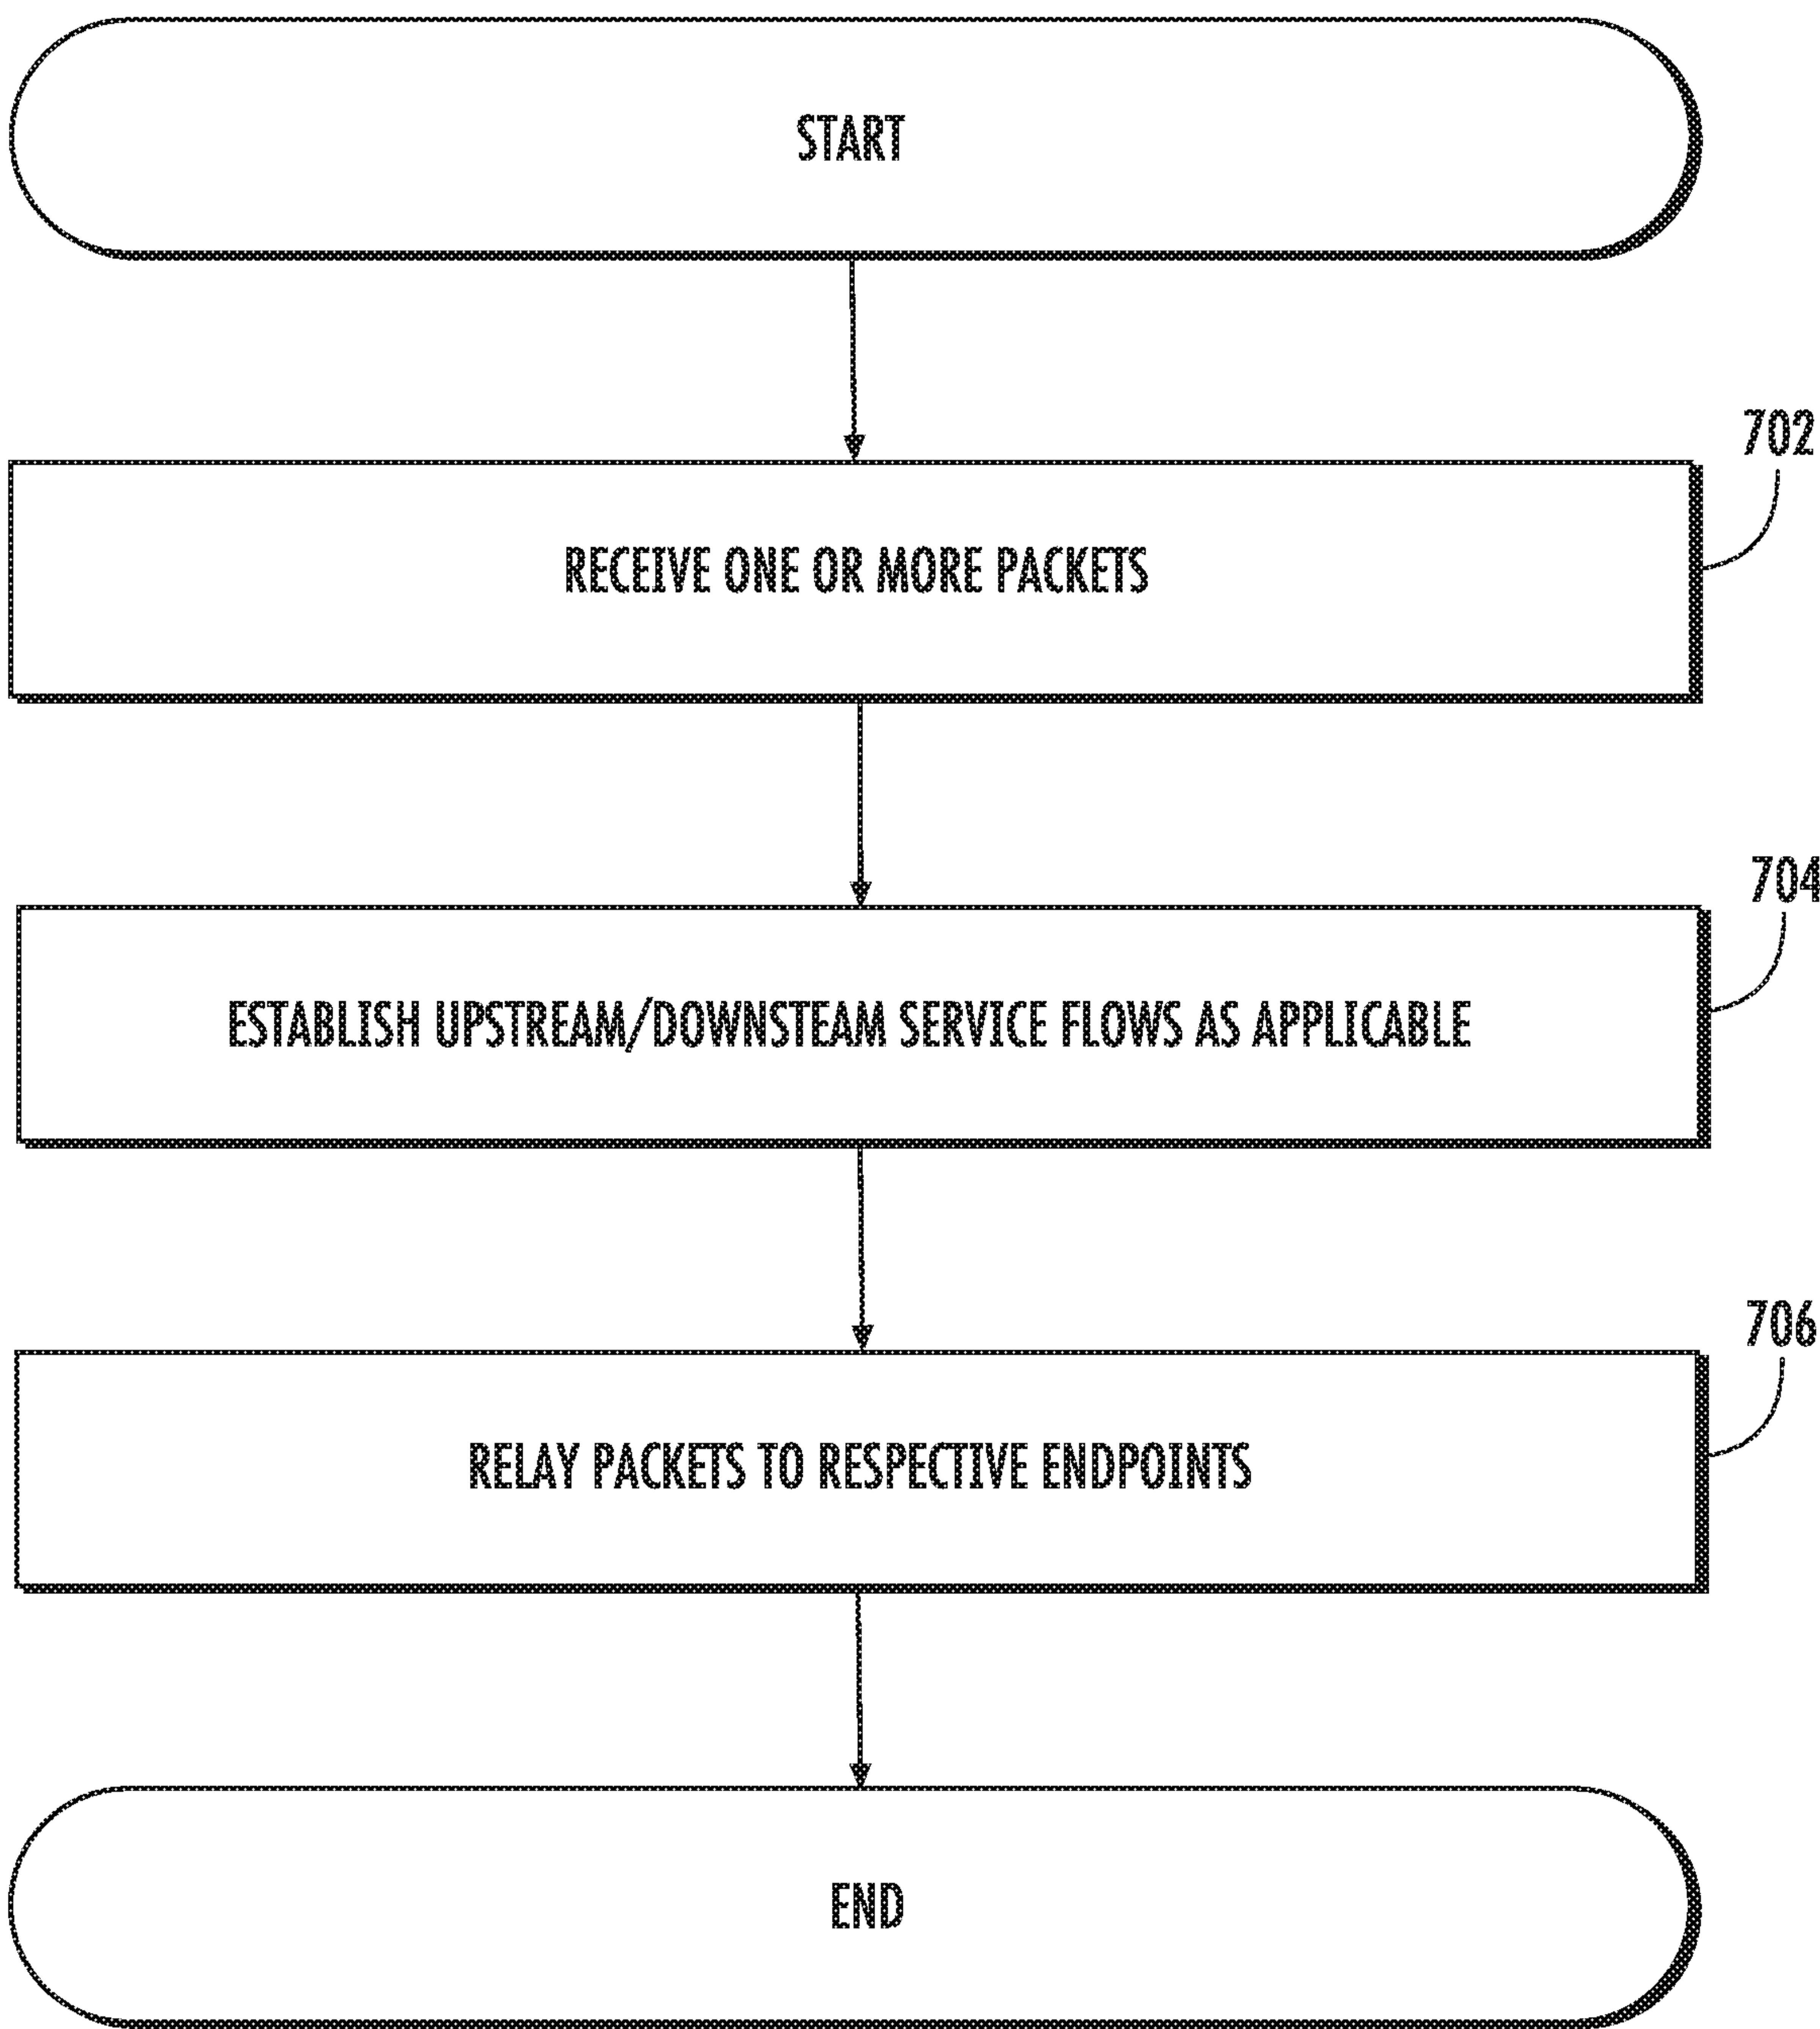 START
702
RECEIVE ONE OR MORE PACKETS
704
ESTABLISH UPSTREAM/DOWNSTEAM SERVICE FLOWS AS APPLICABLE
706
RELAY PACKETS TO RESPECTIVE ENDPOINTS
END